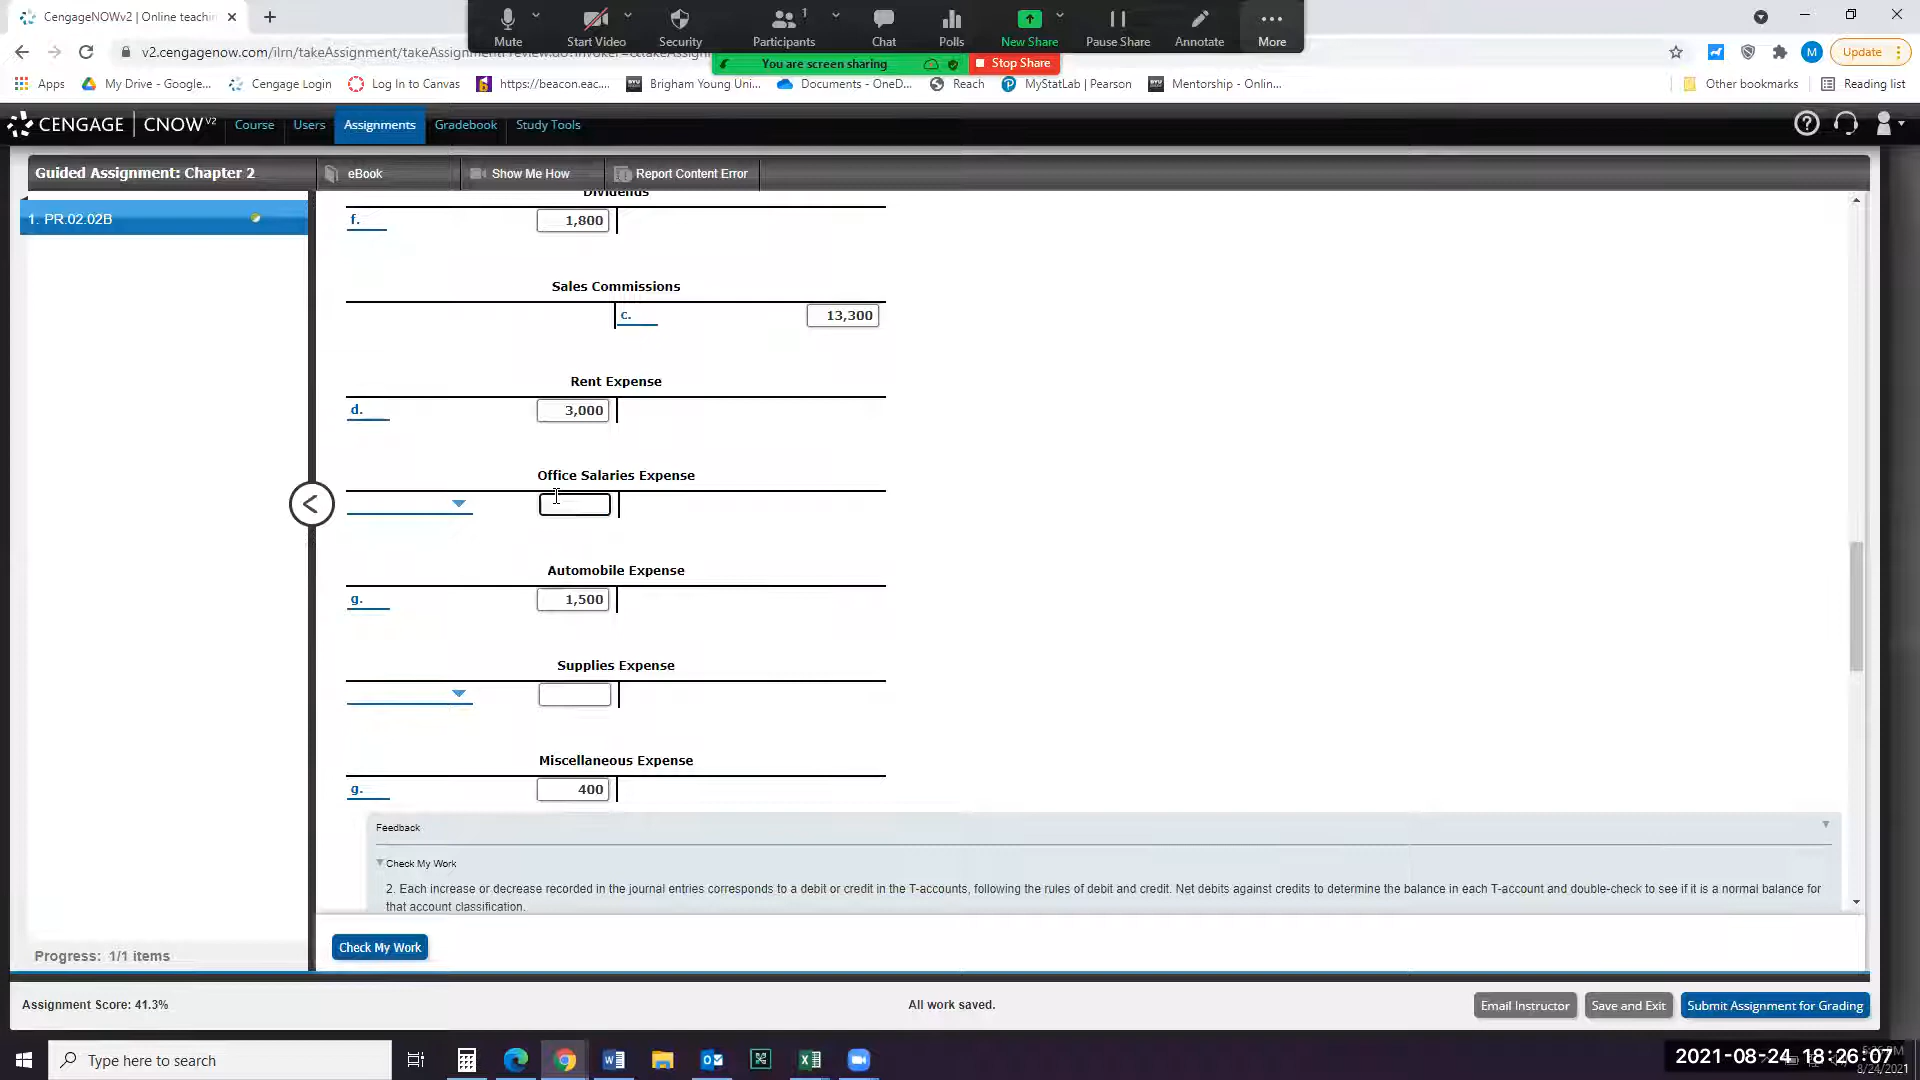 CengageNOWv2 | Online teachin
Mute
Start Video
Security
1
Participants
Chat
Polls
New Share
Pause Share
Annotate
More
v2.cengagenow.com/ilrn/takeAssignment/takeAssignment
You are screen sharing
Stop Share
M
Update
Apps
My Drive - Google...
Cengage Login
Log In to Canvas
https://beacon.eac....
Brigham Young Uni...
Documents - OneD...
Reach
MyStatLab | Pearson
Mentorship - Onlin...
Other bookmarks
Reading list
CENGAGE | CNOWv2
Course
Users
Assignments
Gradebook
Study Tools
Guided Assignment: Chapter 2
eBook
Show Me How
Report Content Error
1. PR.02.02B
Dividends
f. 1,800
Sales Commissions
c. 13,300
Rent Expense
d. 3,000
Office Salaries Expense
Automobile Expense
g. 1,500
Supplies Expense
Miscellaneous Expense
g. 400
Feedback
Check My Work
2. Each increase or decrease recorded in the journal entries corresponds to a debit or credit in the T-accounts, following the rules of debit and credit. Net debits against credits to determine the balance in each T-account and double-check to see if it is a normal balance for
that account classification.
Progress: 1/1 items
Check My Work
Assignment Score: 41.3%
All work saved.
Email Instructor
Save and Exit
Submit Assignment for Grading
Type here to search
2021-08-24 18:26:07
8/24/2021